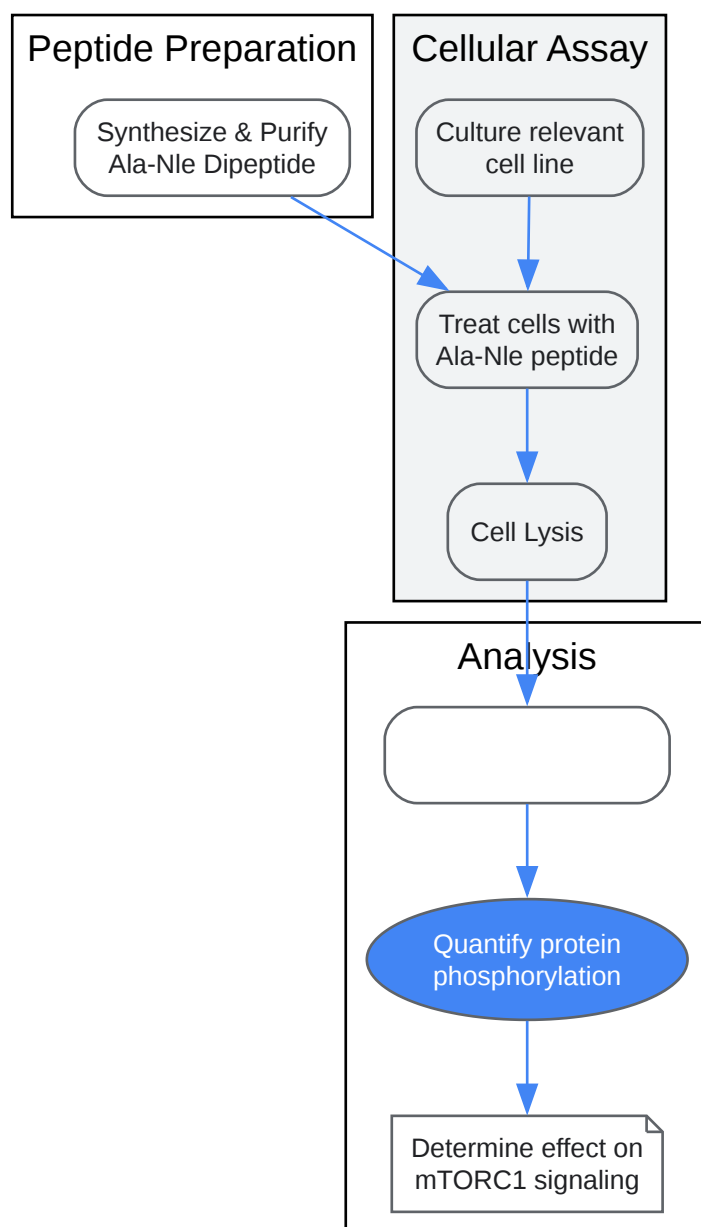 Peptide Preparation
Synthesize & Purify
Ala-Nle Dipeptide
Cellular Assay
Culture relevant
cell line
Treat cells with
Ala-Nle peptide
Cell Lysis
Analysis
Quantify protein
phosphorylation
Determine effect on
mTORC1 signaling